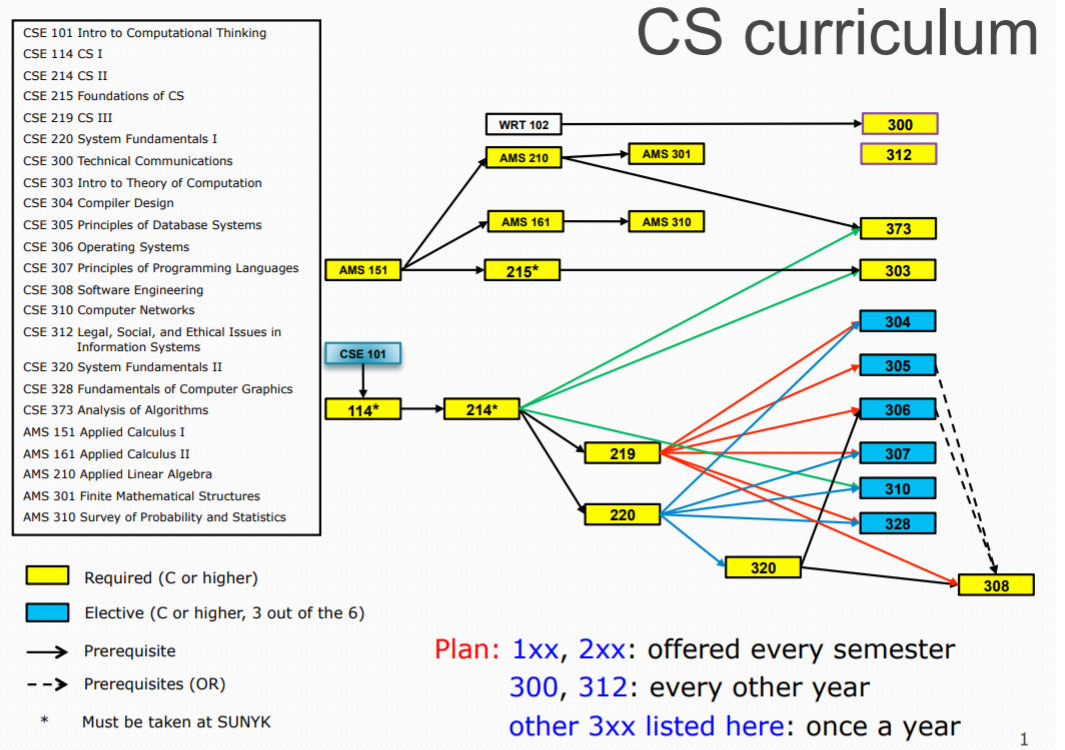 CS curriculum
CSE 101 Intro to Computational Thinking
CSE 114 CS I
CSE 214 CS II
CSE 215 Foundations of CS
CSE 219 CS III
CSE 220 System Fundamentals I
CSE 300 Technical Communications
CSE 303 Intro to Theory of Computation
CSE 304 Compiler Design
CSE 305 Principles of Database Systems
CSE 306 Operating Systems
CSE 307 Principles of Programming Languages
CSE 308 Software Engineering
CSE 310 Computer Networks
CSE 312 Legal, Social, and Ethical Issues in
Information Systems
CSE 320 System Fundamentals II
CSE 328 Fundamentals of Computer Graphics
CSE 373 Analysis of Algorithms
AMS 151 Applied Calculus I
AMS 161 Applied Calculus II
AMS 210 Applied Linear Algebra
AMS 301 Finite Mathematical Structures
AMS 310 Survey of Probability and Statistics
WRT 102
300
AMS 210
AMS 301
312
AMS 161
AMS 310
373
AMS 151
215*
303
304
CSE 101
305
114*
214*
306
219
307
310
220
328
320
308
Required (C or higher)
Elective (C or higher, 3 out of the 6)
Prerequisite
Prerequisites (OR)
* Must be taken at SUNYK
Plan: 1xx, 2xx: offered every semester
300, 312: every other year
other 3xx listed here: once a year
1